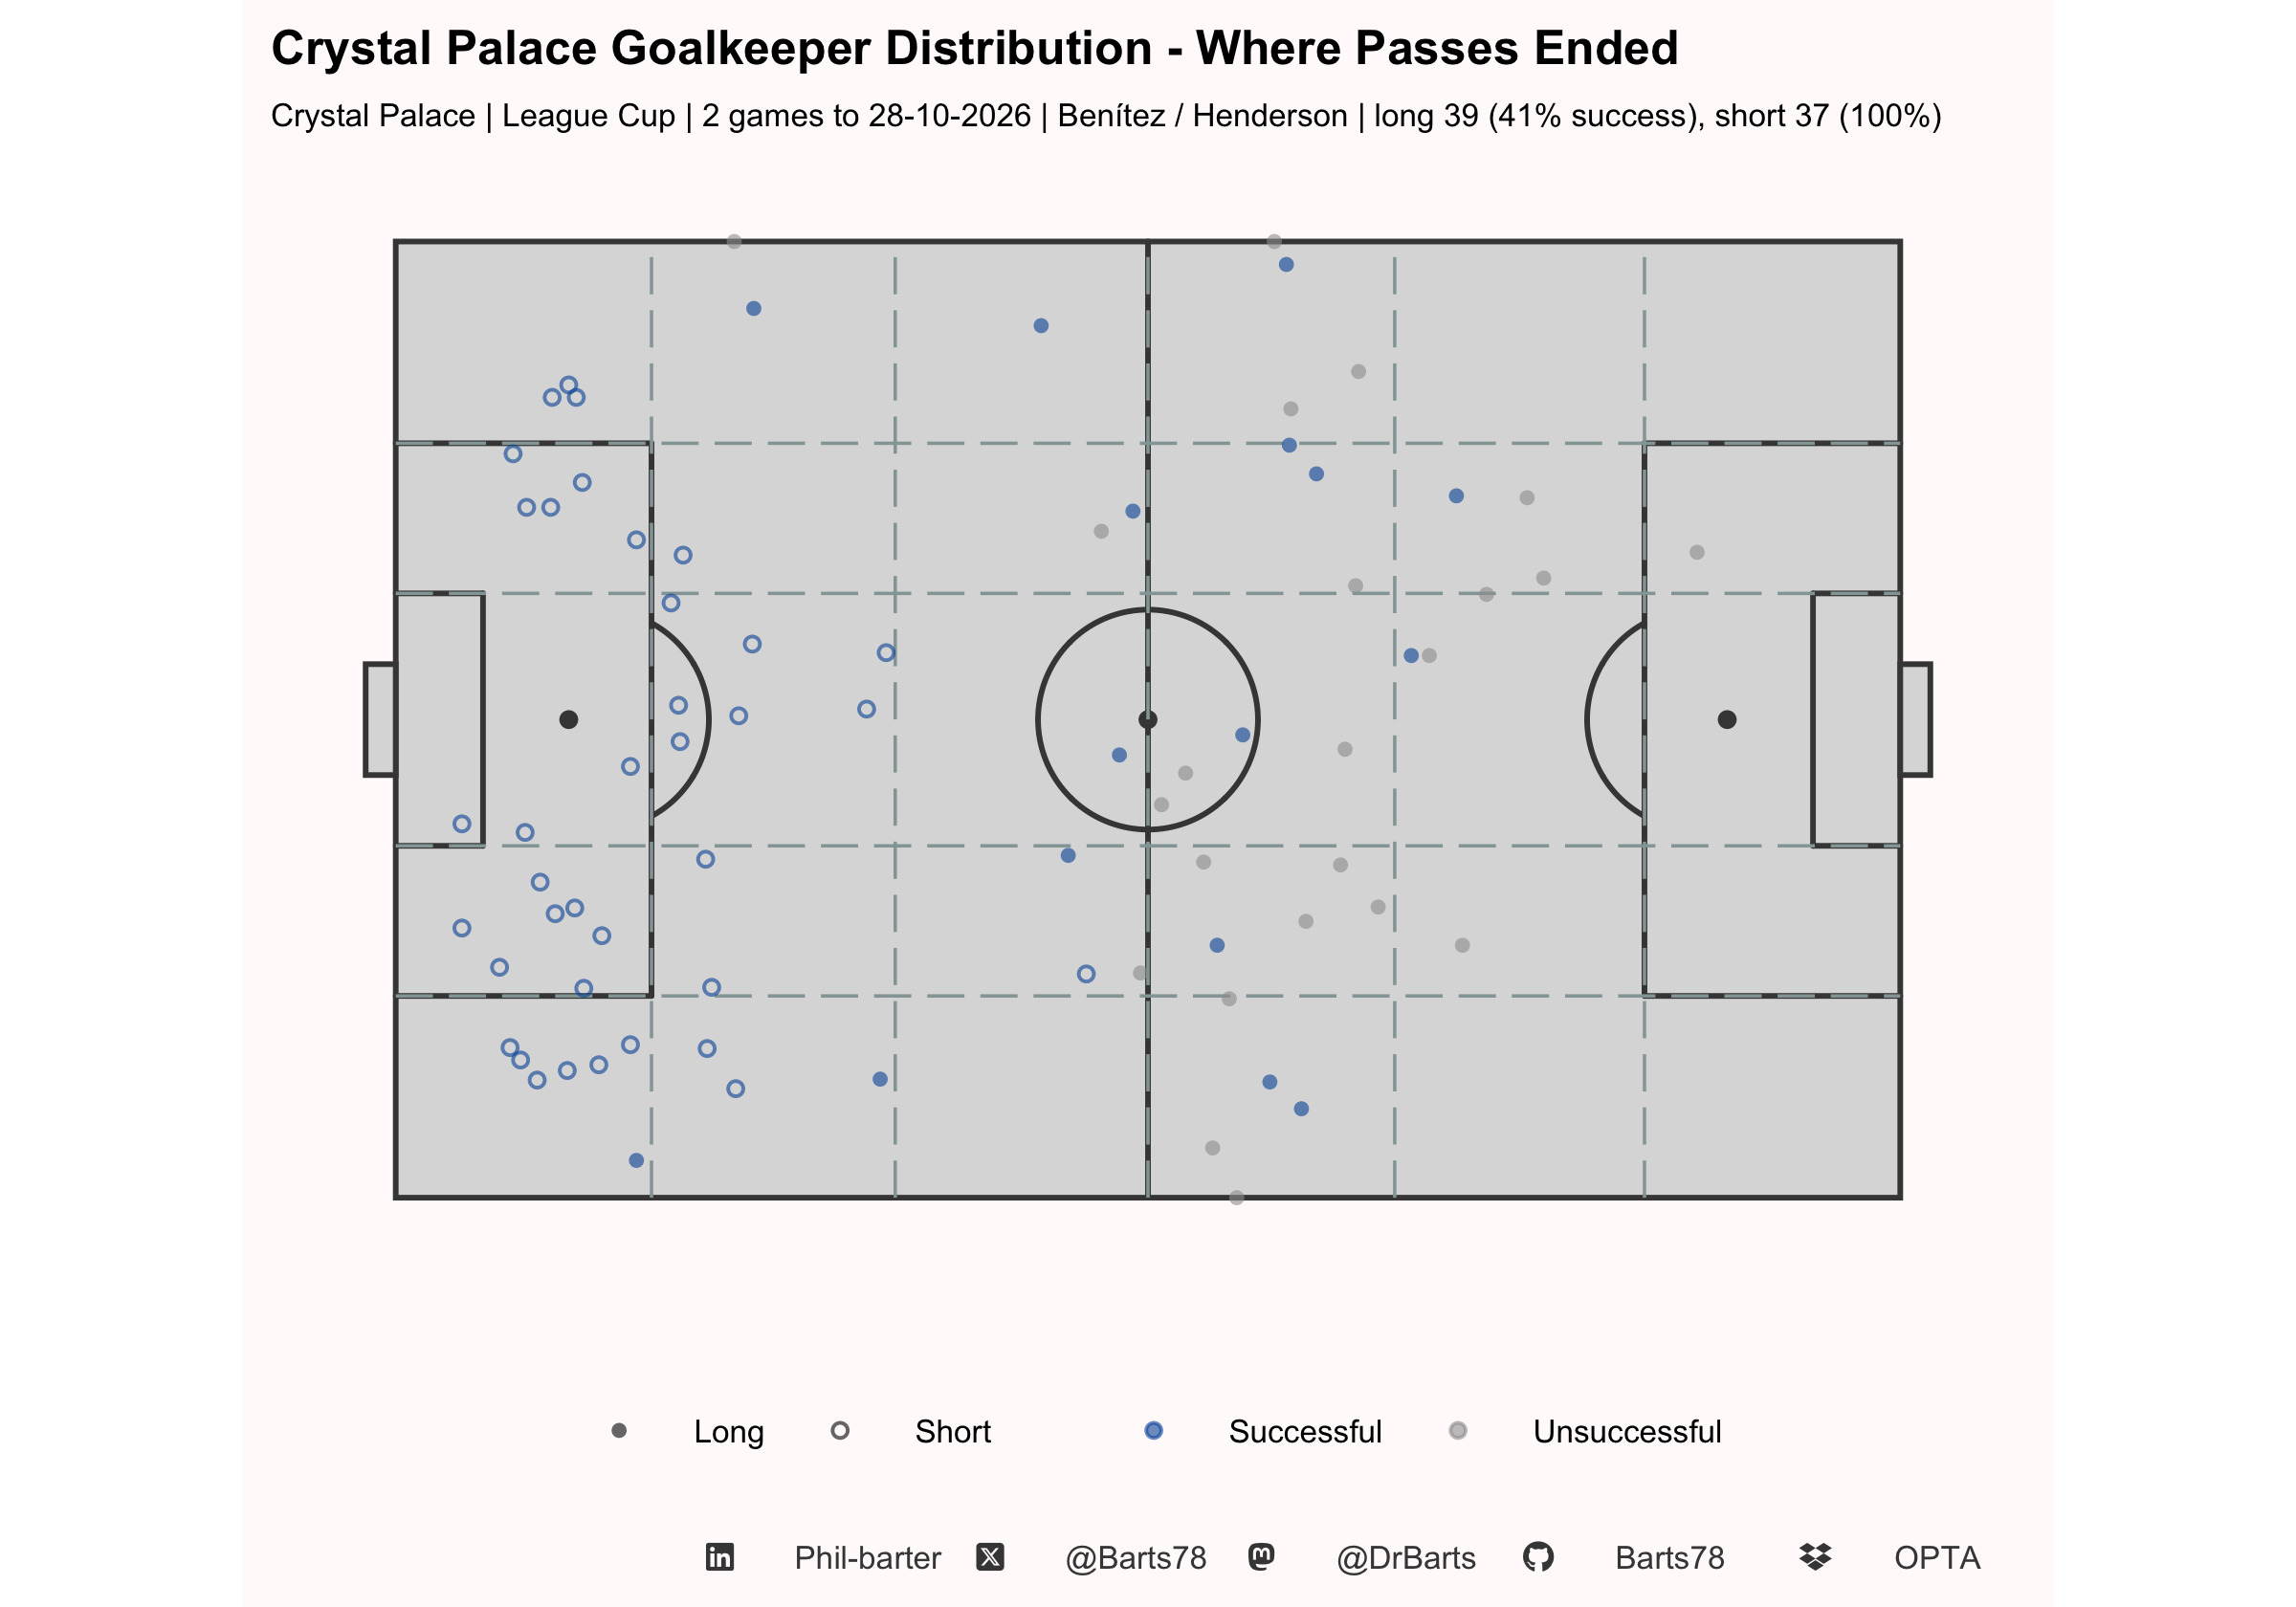 Crystal Palace Goalkeeper Distribution - Where Passes Ended
Crystal Palace | League Cup | 2 games to 28-10-2026 | Benítez / Henderson | long 39 (41% success), short 37 (100%)
Long Short Successful Unsuccessful
Phil-barter @Barts78 @DrBarts Barts78 OPTA